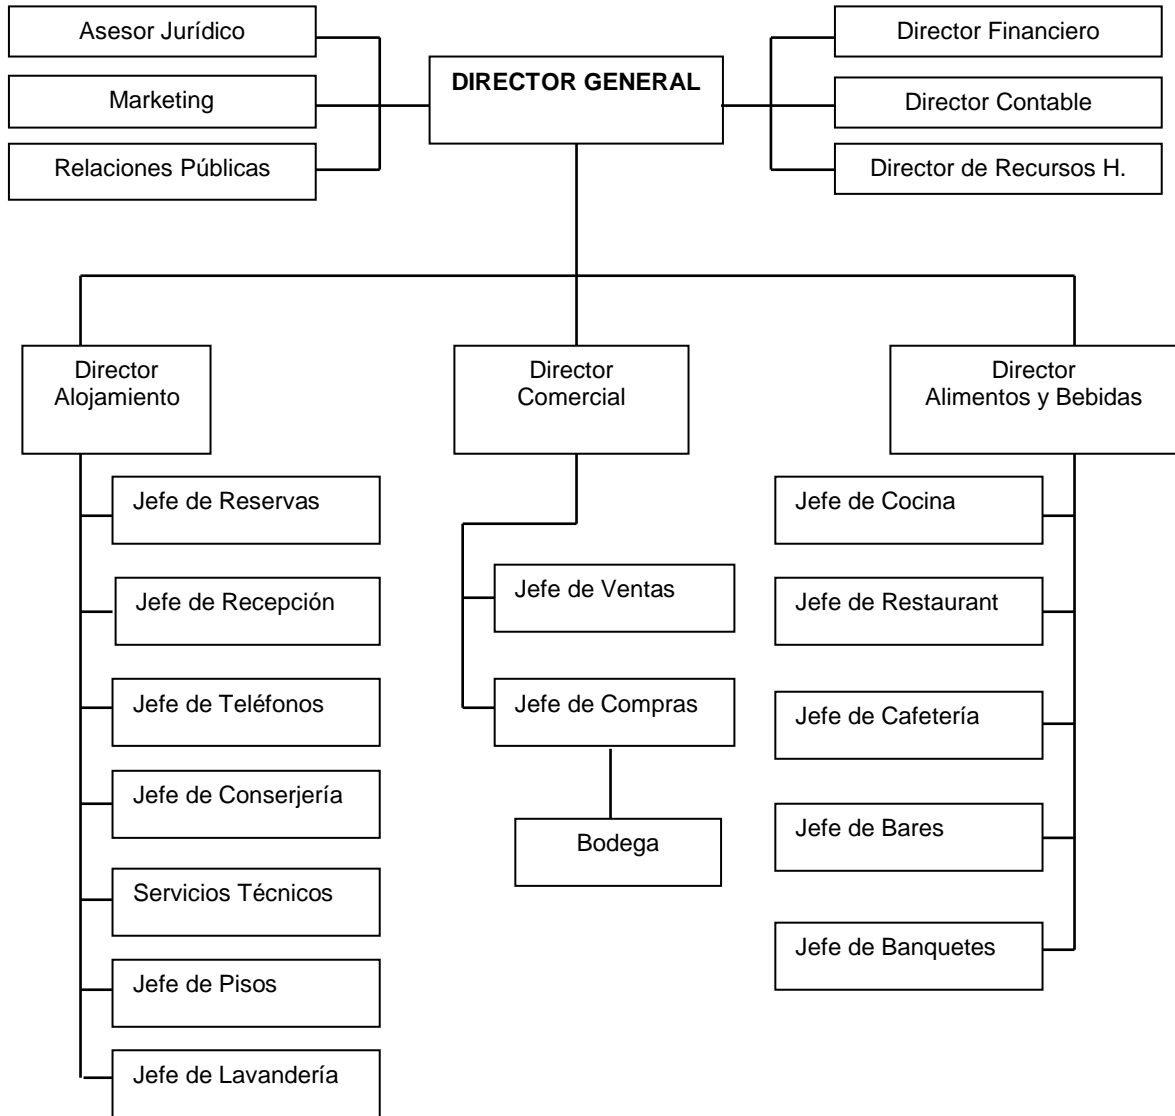 Asesor Jurídico
Marketing
Relaciones Públicas
DIRECTOR GENERAL
Director Financiero
Director Contable
Director de Recursos H.
Director
Alojamiento
Director
Comercial
Director
Alimentos y Bebidas
Jefe de Reservas
Jefe de Recepción
Jefe de Teléfonos
Jefe de Conserjería
Servicios Técnicos
Jefe de Pisos
Jefe de Lavandería
Jefe de Ventas
Jefe de Compras
Bodega
Jefe de Cocina
Jefe de Restaurant
Jefe de Cafetería
Jefe de Bares
Jefe de Banquetes